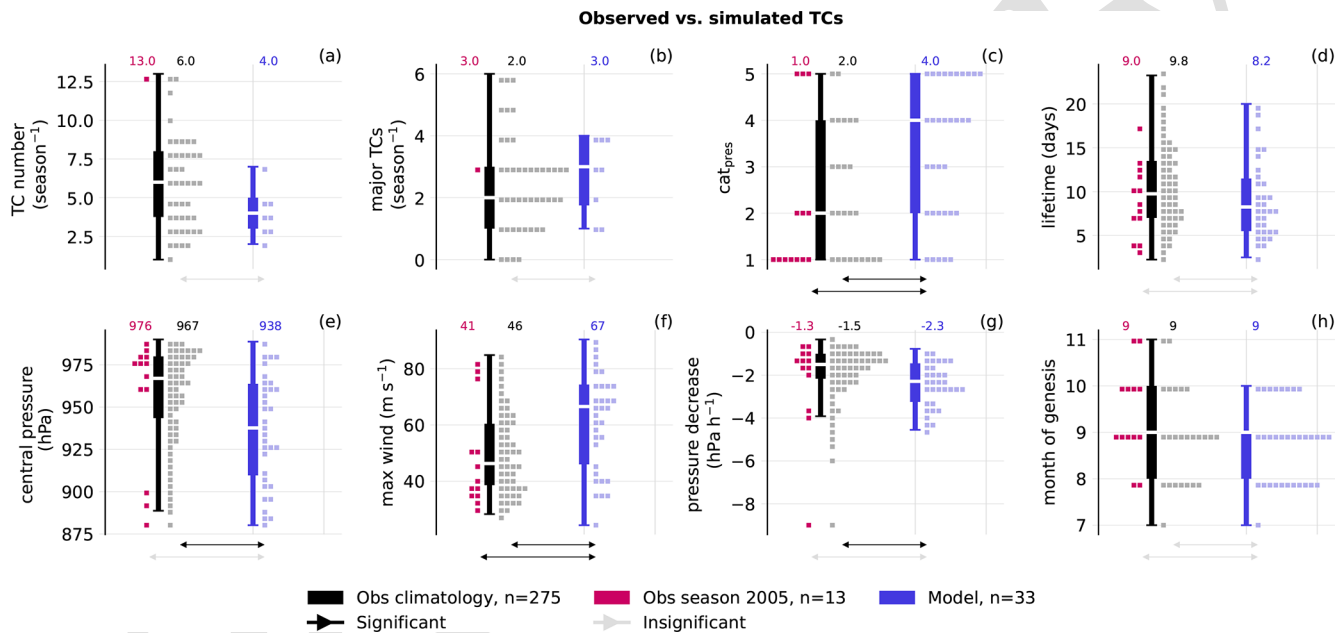 Observed vs. simulated TCs
13.0 6.0 4.0 (a)
12.5
10.0
7.5
5.0
2.5
TC number
(season⁻¹)
3.0 2.0 3.0 (b)
6
4
2
0
major TCs
(season⁻¹)
1.0 2.0 4.0 (c)
5
4
3
2
1
cat_pres
9.0 9.8 8.2 (d)
20
15
10
5
lifetime (days)
976 967 938 (e)
975
950
925
900
875
central pressure
(hPa)
41 46 67 (f)
80
60
40
max wind (m s⁻¹)
-1.3 -1.5 -2.3 (g)
0
−2
−4
−6
−8
pressure decrease
(hPa h⁻¹)
9 9 9 (h)
11
10
9
8
7
month of genesis
Obs climatology, n=275 Obs season 2005, n=13 Model, n=33
Significant Insignificant